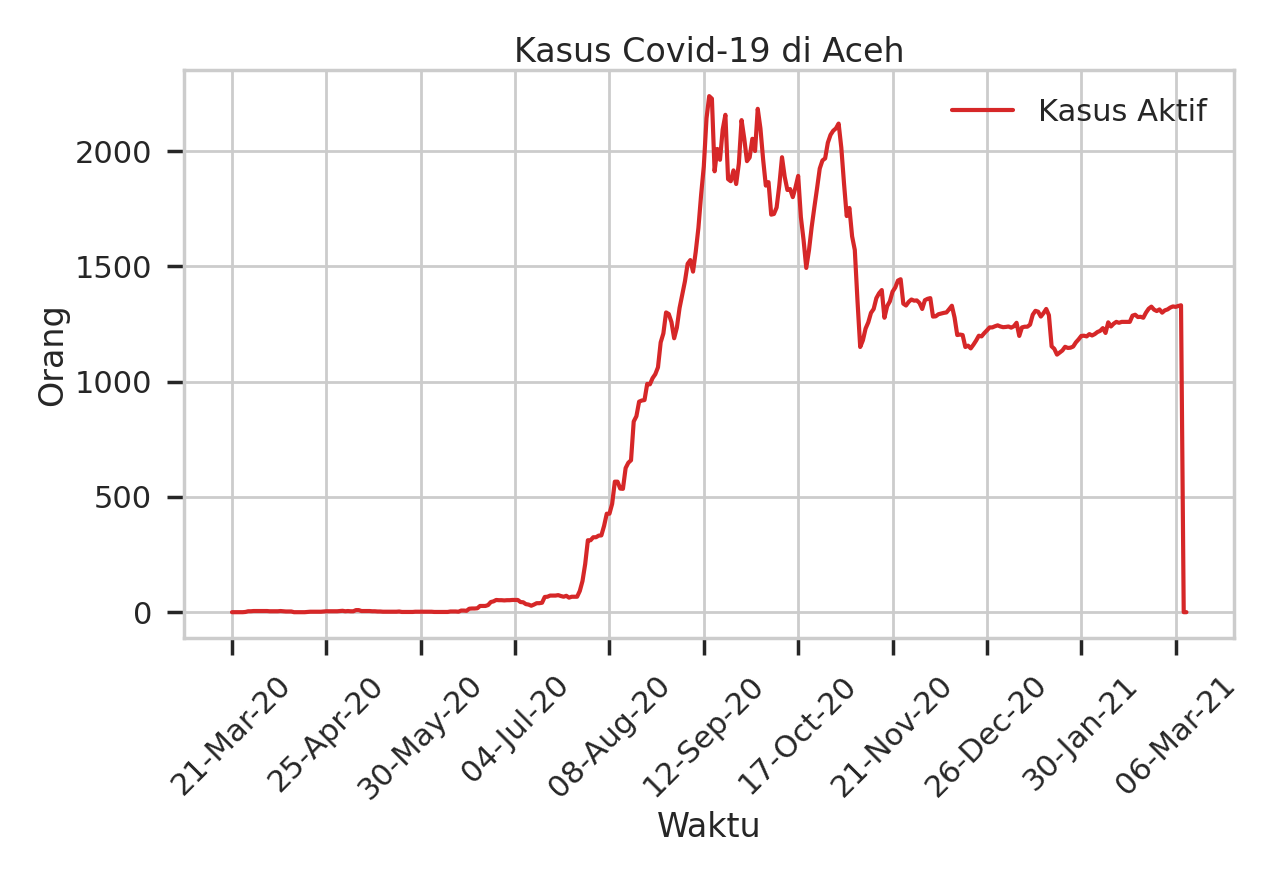 Kasus Covid-19 di Aceh
Kasus Aktif
Orang
2000
1500
1000
500
0
21-Mar-20
25-Apr-20
30-May-20
04-Jul-20
08-Aug-20
12-Sep-20
17-Oct-20
21-Nov-20
26-Dec-20
30-Jan-21
06-Mar-21
Waktu